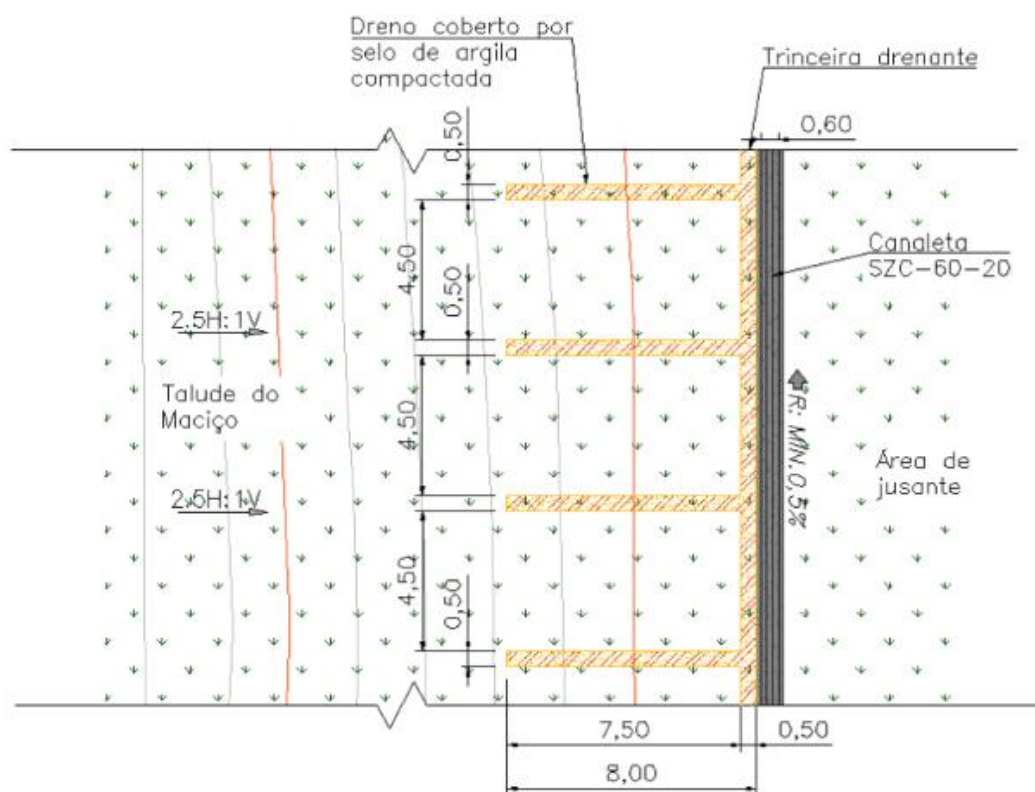 Dreno coberto por
selo de argila
compactada
Trinceira drenante
0,60
0,50
4,50
0,50
4,50
4,50
0,50
Canaleta
SZC-60-20
2.5H:1V
Talude do
Maciço
2.5H:1V
TR: MIN.0,5%
Área de
jusante
7,50
0,50
8,00